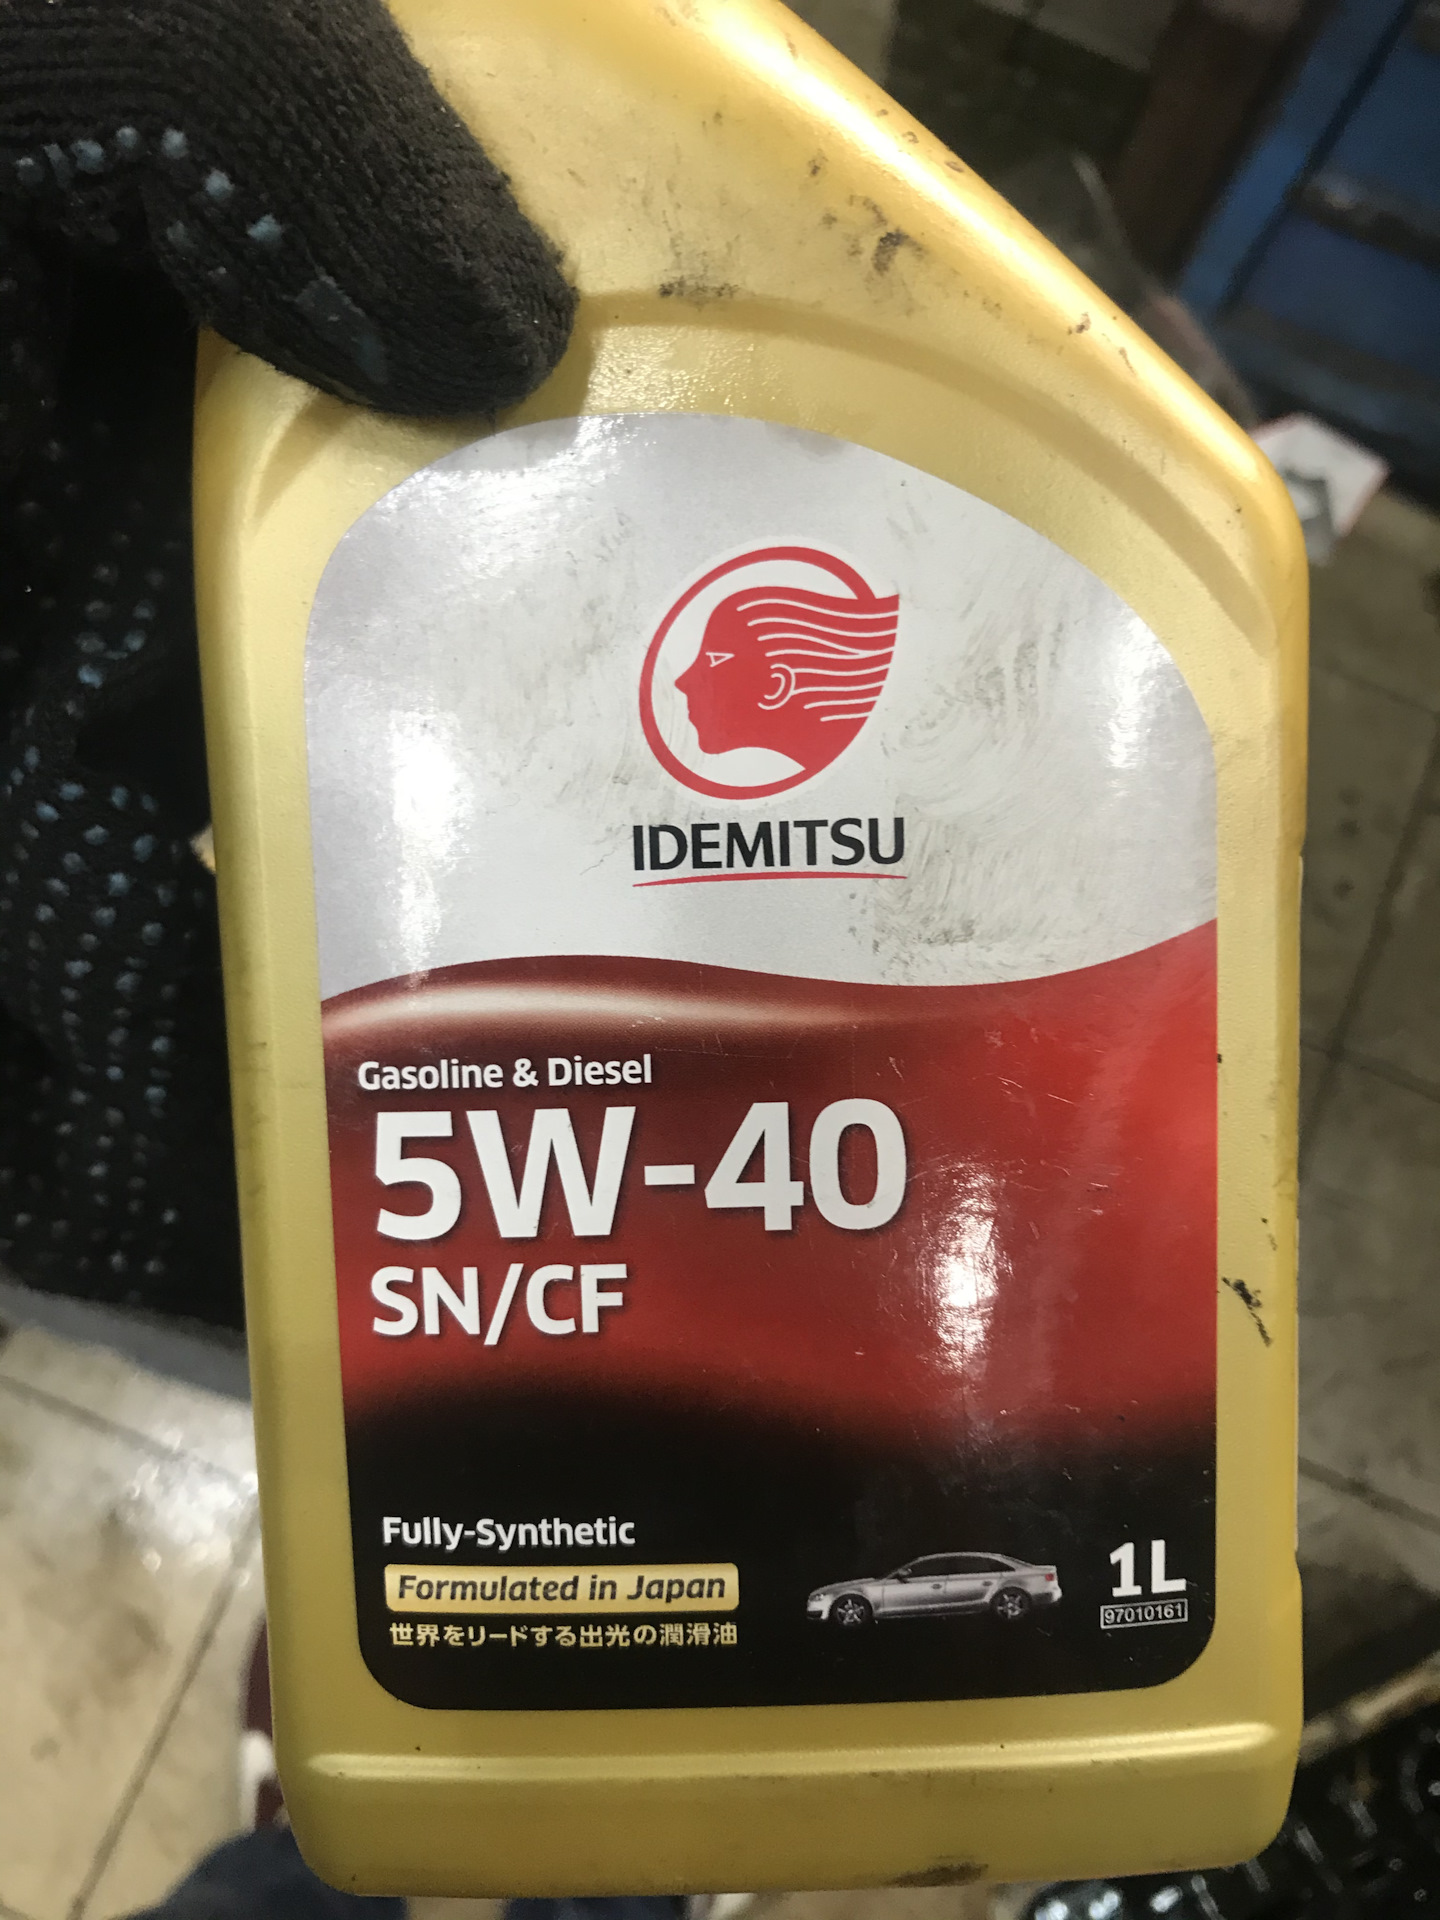 IDEMITSU
Gasoline & Diesel
5W-40
SN/CF
Fully-Synthetic
Formulated in Japan
世界をリードする出光の潤滑油
1L
97010161